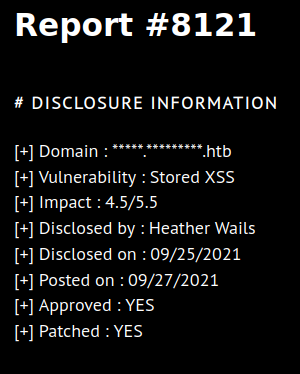 Report #8121
# DISCLOSURE INFORMATION
[+] Domain : *****.*********.htb
[+] Vulnerability : Stored XSS
[+] Impact : 4.5/5.5
[+] Disclosed by : Heather Wails
[+] Disclosed on : 09/25/2021
[+] Posted on : 09/27/2021
[+] Approved : YES
[+] Patched : YES